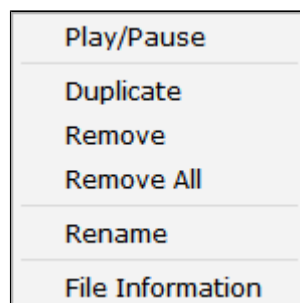 Play/Pause
Duplicate
Remove
Remove All
Rename
File Information